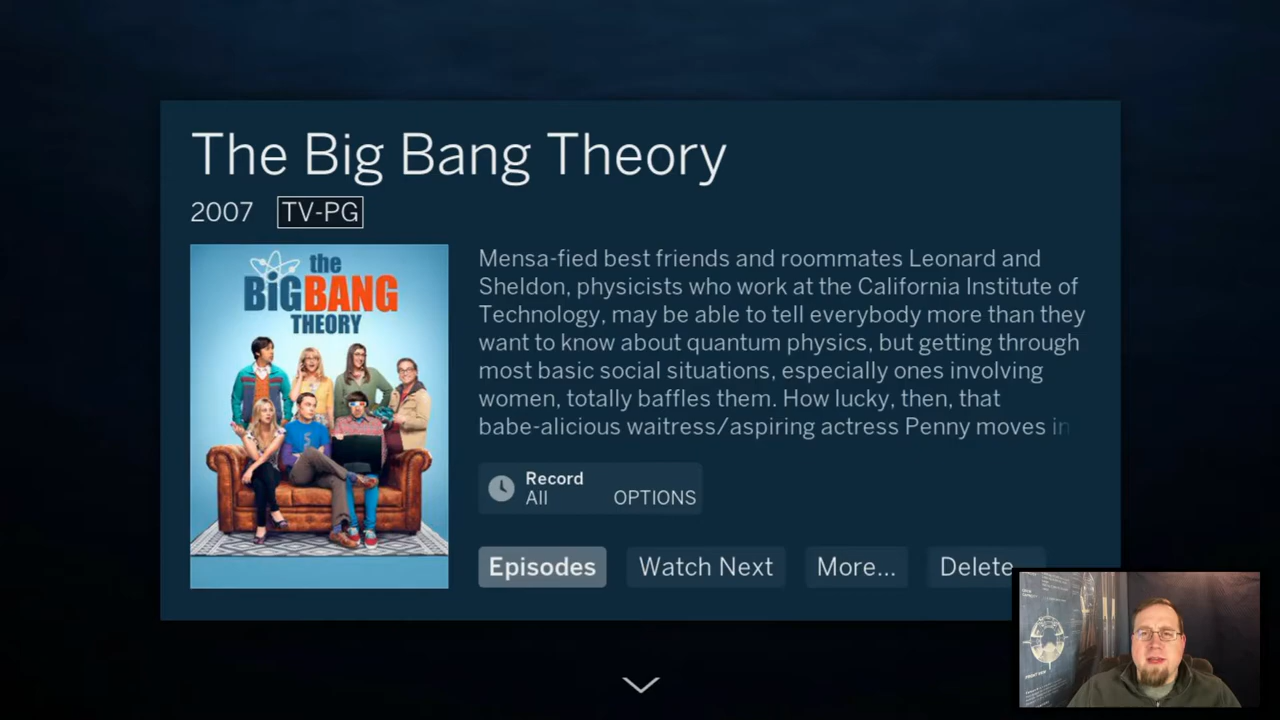 The Big Bang Theory
2007 TV-PG
the
BIGBANG
THEORY
Mensa-fied best friends and roommates Leonard and
Sheldon, physicists who work at the California Institute of
Technology, may be able to tell everybody more than they
want to know about quantum physics, but getting through
most basic social situations, especially ones involving
women, totally baffles them. How lucky, then, that
babe-alicious waitress/aspiring actress Penny moves in
Record
All OPTIONS
Episodes Watch Next More... Delete